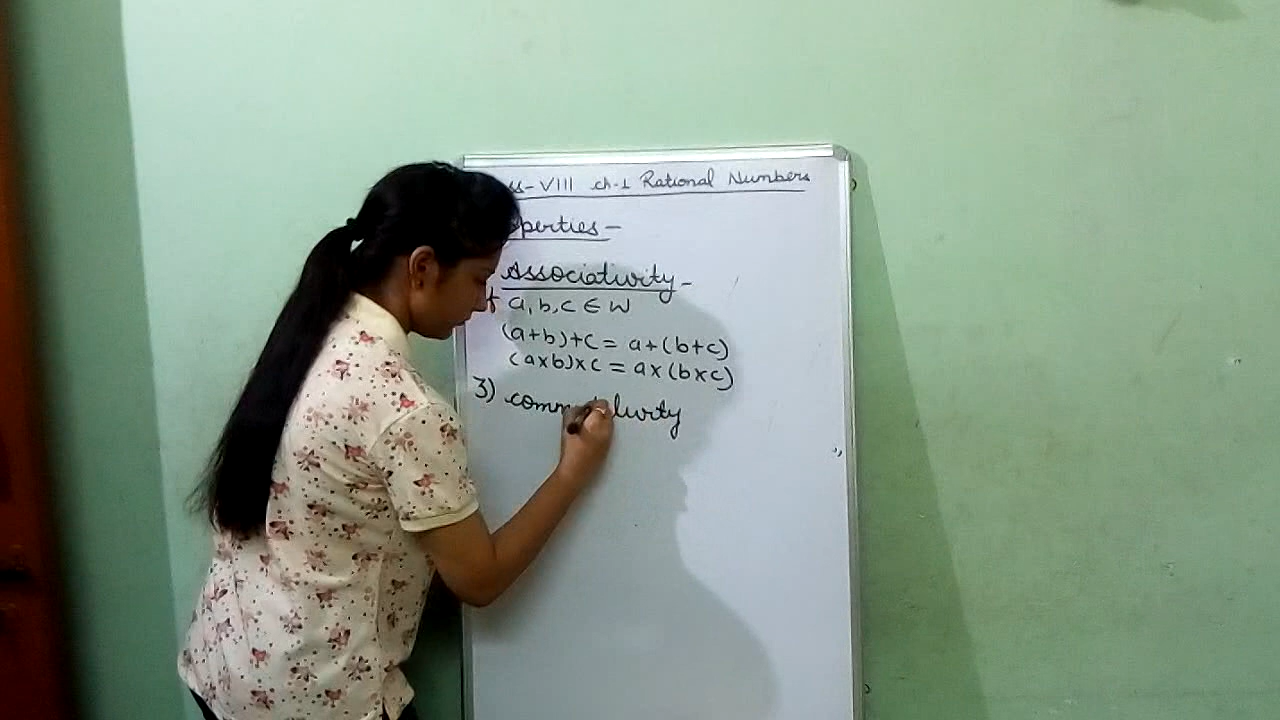 ss-VIII ch-1 Rational Numbers
perties-
Associativity-
f a, b, c ∈ W
(a+b)+c = a+(b+c)
(a×b)×c = a×(b×c)
3)